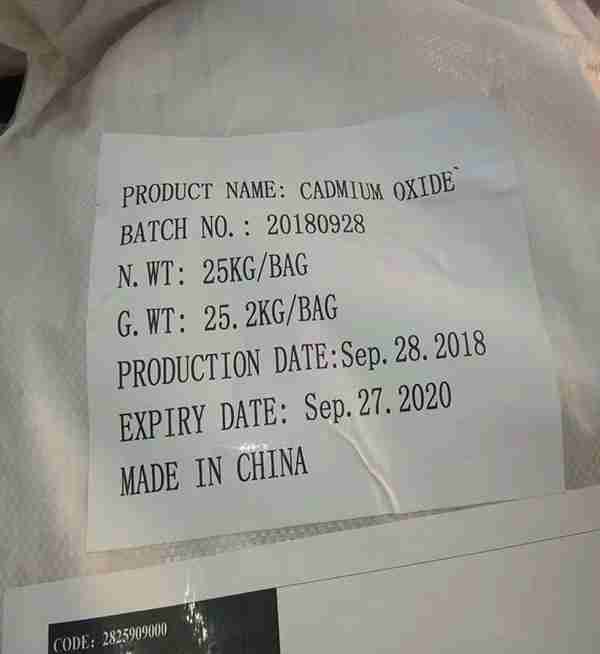 PRODUCT NAME: CADMIUM OXIDE
BATCH NO.: 20180928
N.WT: 25KG/BAG
G.WT: 25.2KG/BAG
PRODUCTION DATE:Sep.28.2018
EXPIRY DATE: Sep.27.2020
MADE IN CHINA
CODE: 2825909000